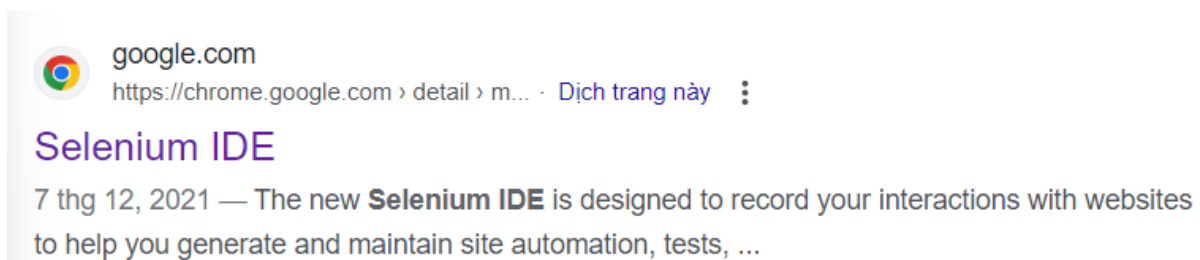 google.com
https://chrome.google.com › detail › m... · Dịch trang này
Selenium IDE
7 thg 12, 2021 — The new Selenium IDE is designed to record your interactions with websites
to help you generate and maintain site automation, tests, ...